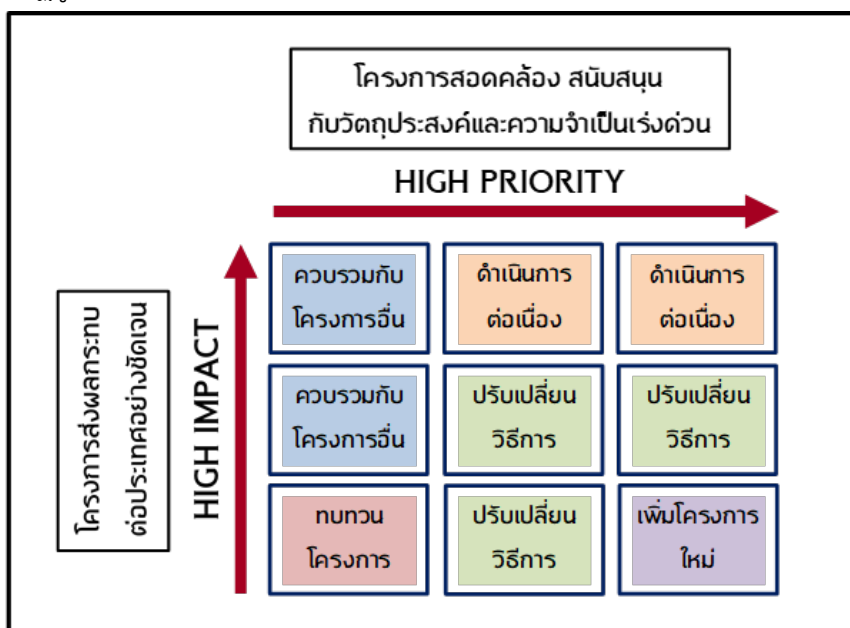 โครงการสอดคล้อง สนับสนุน
กับวัตถุประสงค์และความจำเป็นเร่งด่วน
HIGH PRIORITY
โครงการส่งผลกระทบ
ต่อประเทศอย่างชัดเจน
HIGH IMPACT
ควบรวมกับ
โครงการอื่น
ดำเนินการ
ต่อเนื่อง
ดำเนินการ
ต่อเนื่อง
ควบรวมกับ
โครงการอื่น
ปรับเปลี่ยน
วิธีการ
ปรับเปลี่ยน
วิธีการ
ทบทวน
โครงการ
ปรับเปลี่ยน
วิธีการ
เพิ่มโครงการ
ใหม่